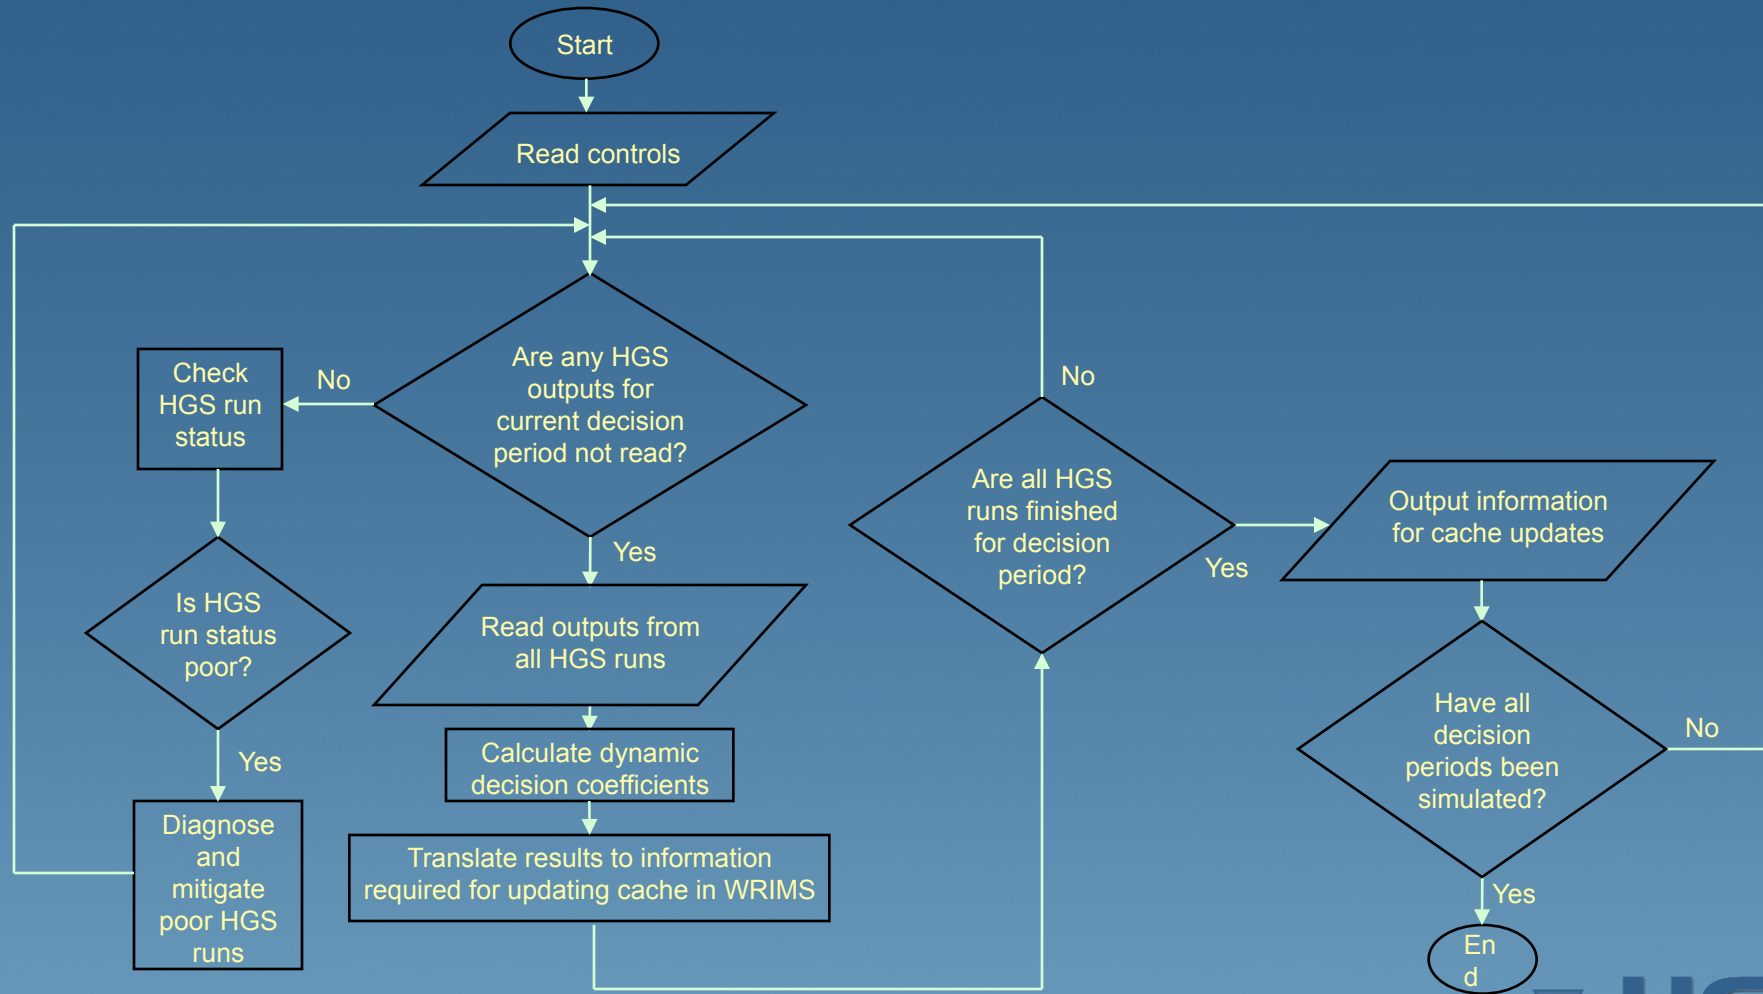 Start
Read controls
Are any HGS
outputs for
current decision
period not read?
No
Check
HGS run
status
Is HGS
run status
poor?
Yes
Diagnose
and
mitigate
poor HGS
runs
Yes
Read outputs from
all HGS runs
Calculate dynamic
decision coefficients
Translate results to information
required for updating cache in WRIMS
Are all HGS
runs finished
for decision
period?
No
Yes
Output information
for cache updates
Have all
decision
periods been
simulated?
No
Yes
En
d